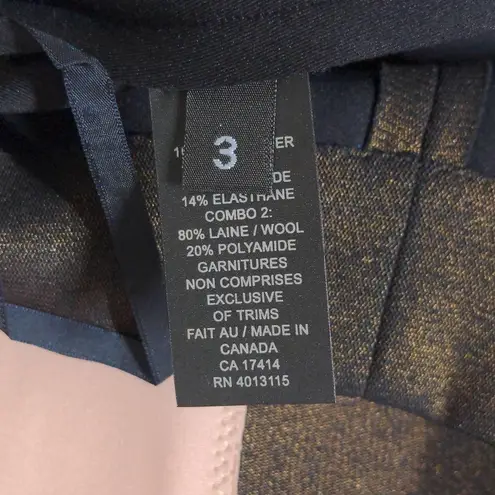 3
14% ELASTHANE
COMBO 2:
80% LAINE / WOOL
20% POLYAMIDE
GARNITURES
NON COMPRISES
EXCLUSIVE
OF TRIMS
FAIT AU / MADE IN
CANADA
CA 17414
RN 4013115